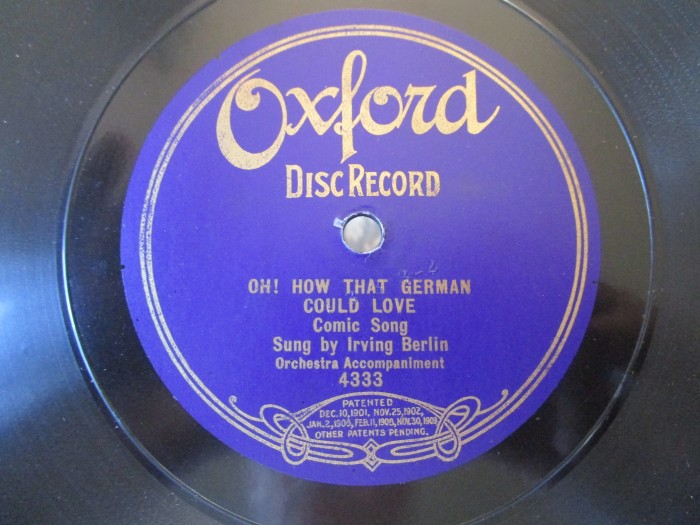 Oxford
DISC RECORD
OH! HOW THAT GERMAN
COULD LOVE
Comic Song
Sung by Irving Berlin
Orchestra Accompaniment
4333
PATENTED
DEC. 10, 1901, NOV. 25, 1902,
JAN. 2, 1906, FEB. 11, 1908, NOV. 30, 1909
OTHER PATENTS PENDING.